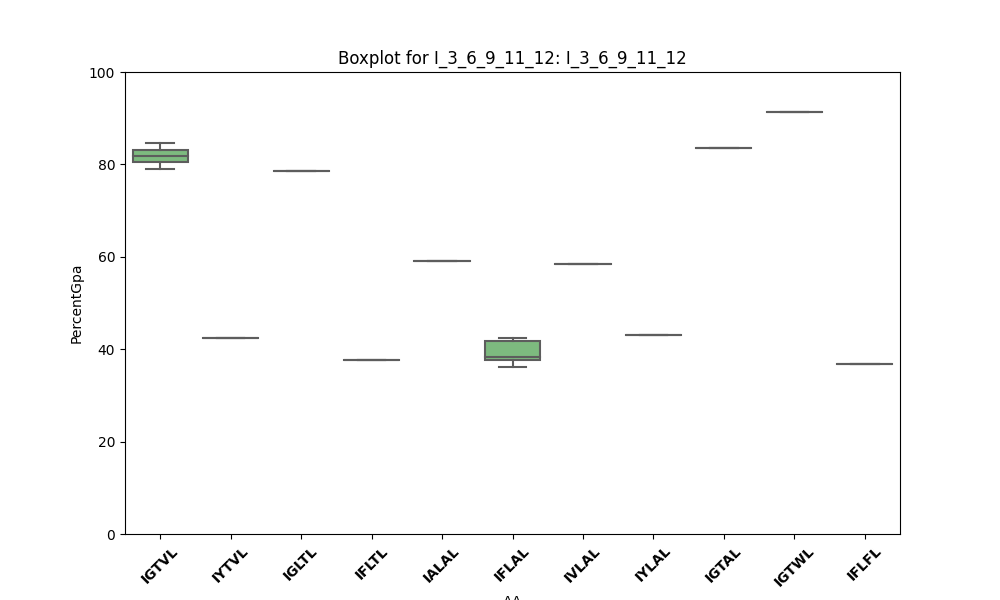 Boxplot for I_3_6_9_11_12: I_3_6_9_11_12
100
80
60
40
20
0
PercentGpa
IGTVL
IYTVL
IGLTL
IFLTL
IALAL
IFLAL
IVLAL
IYLAL
IGTAL
IGTWL
IFLFL
AA